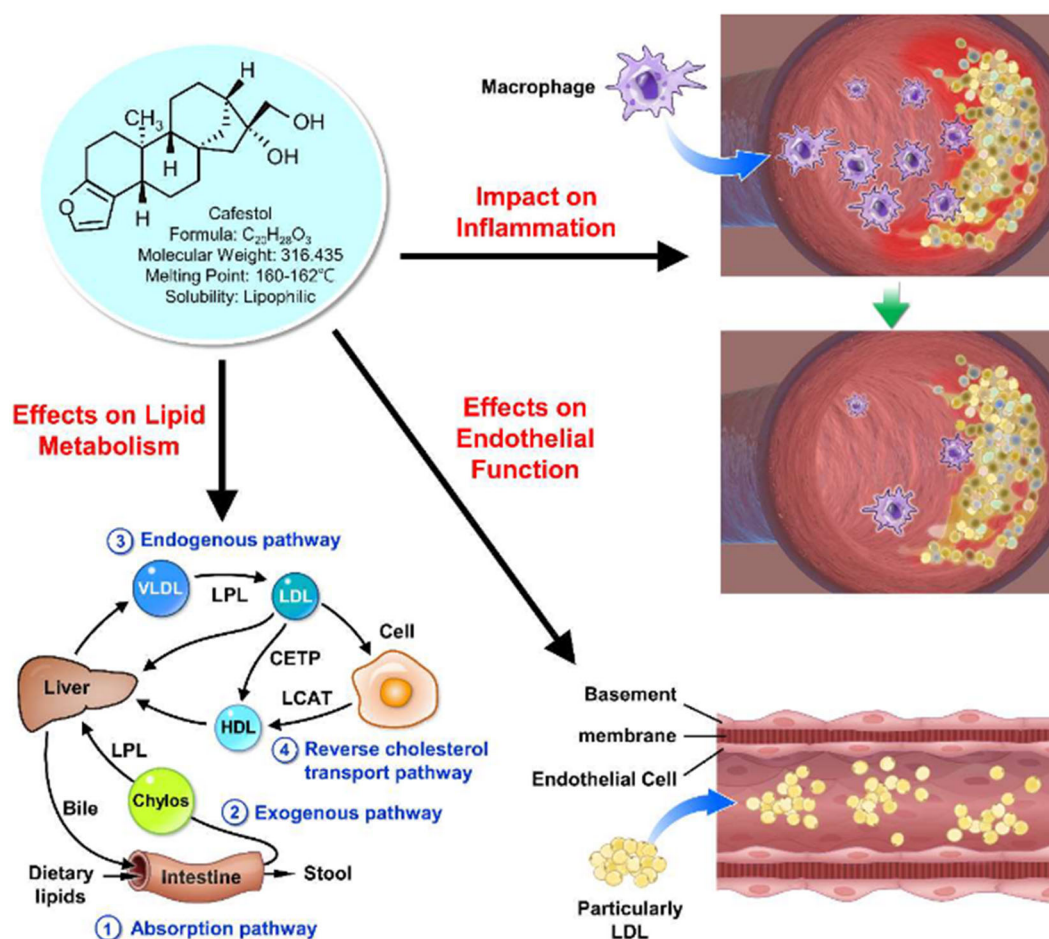 CH₃
H
H
H
OH
OH
O
Cafestol
Formula: C₂₀H₂₈O₃
Molecular Weight: 316.435
Melting Point: 160-162℃
Solubility: Lipophilic
Macrophage
Impact on
Inflammation
Effects on Lipid
Metabolism
Effects on
Endothelial
Function
③ Endogenous pathway
VLDL
LPL
LDL
Cell
CETP
Liver
LCAT
HDL
④ Reverse cholesterol
transport pathway
LPL
Chylos
② Exogenous pathway
Bile
Dietary
lipids
Intestine
Stool
① Absorption pathway
Basement
membrane
Endothelial Cell
Particularly
LDL